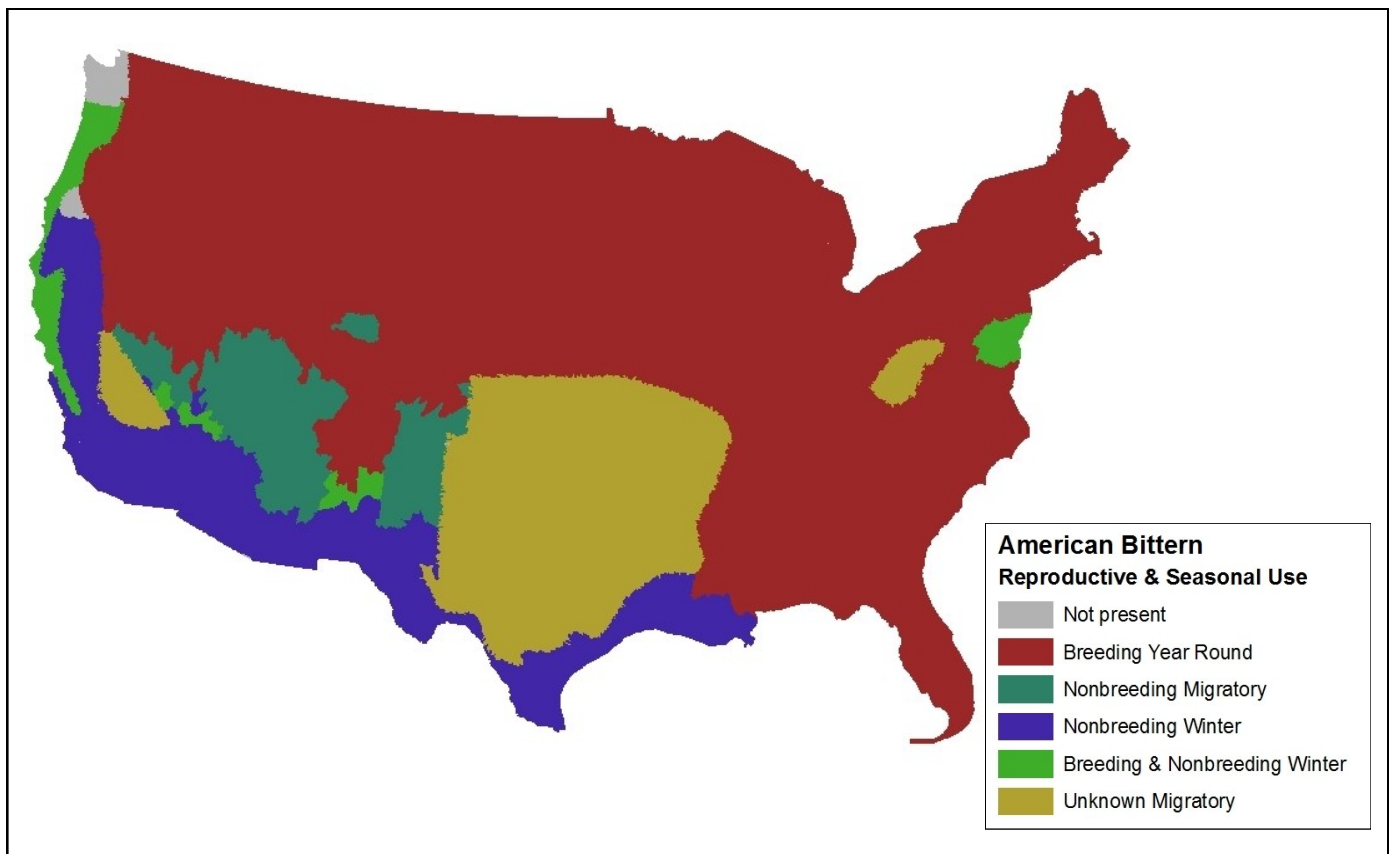 American Bittern
Reproductive & Seasonal Use
Not present
Breeding Year Round
Nonbreeding Migratory
Nonbreeding Winter
Breeding & Nonbreeding Winter
Unknown Migratory